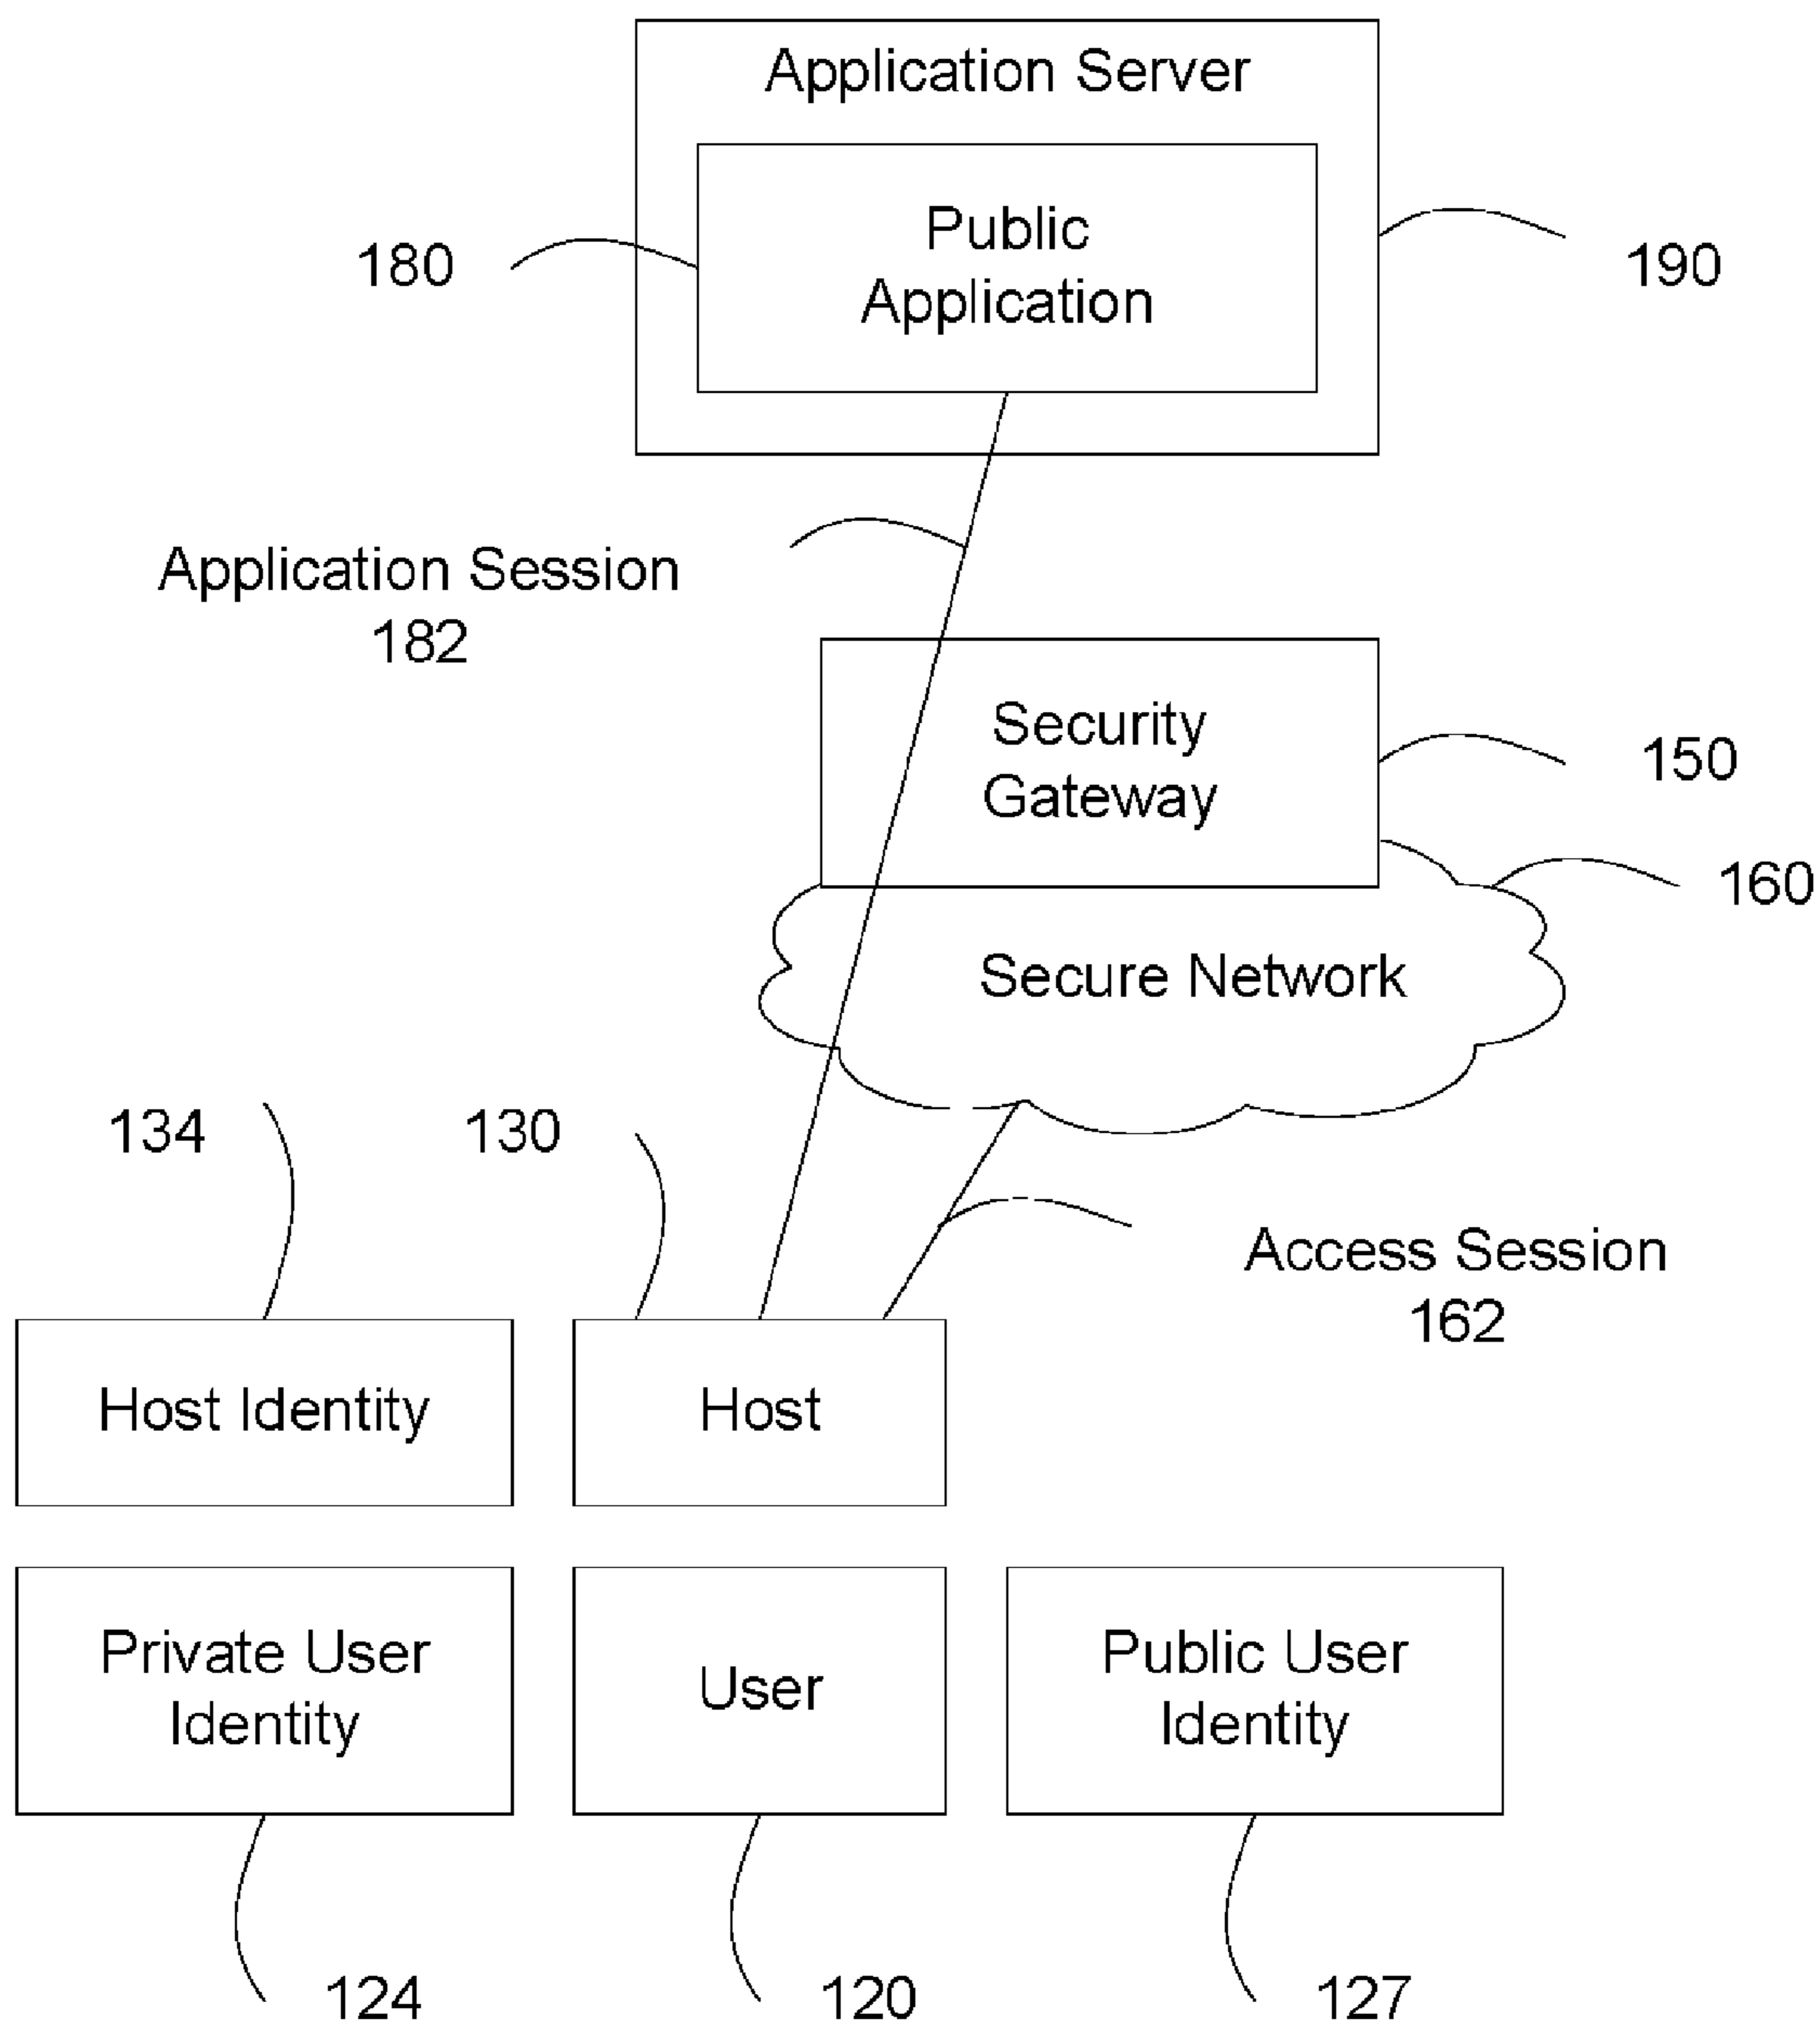 Application Server
Public
Application
180
190
Application Session
182
Security
Gateway
150
160
Secure Network
134
130
Access Session
162
Host Identity
Host
Private User
Identity
User
Public User
Identity
124
120
127